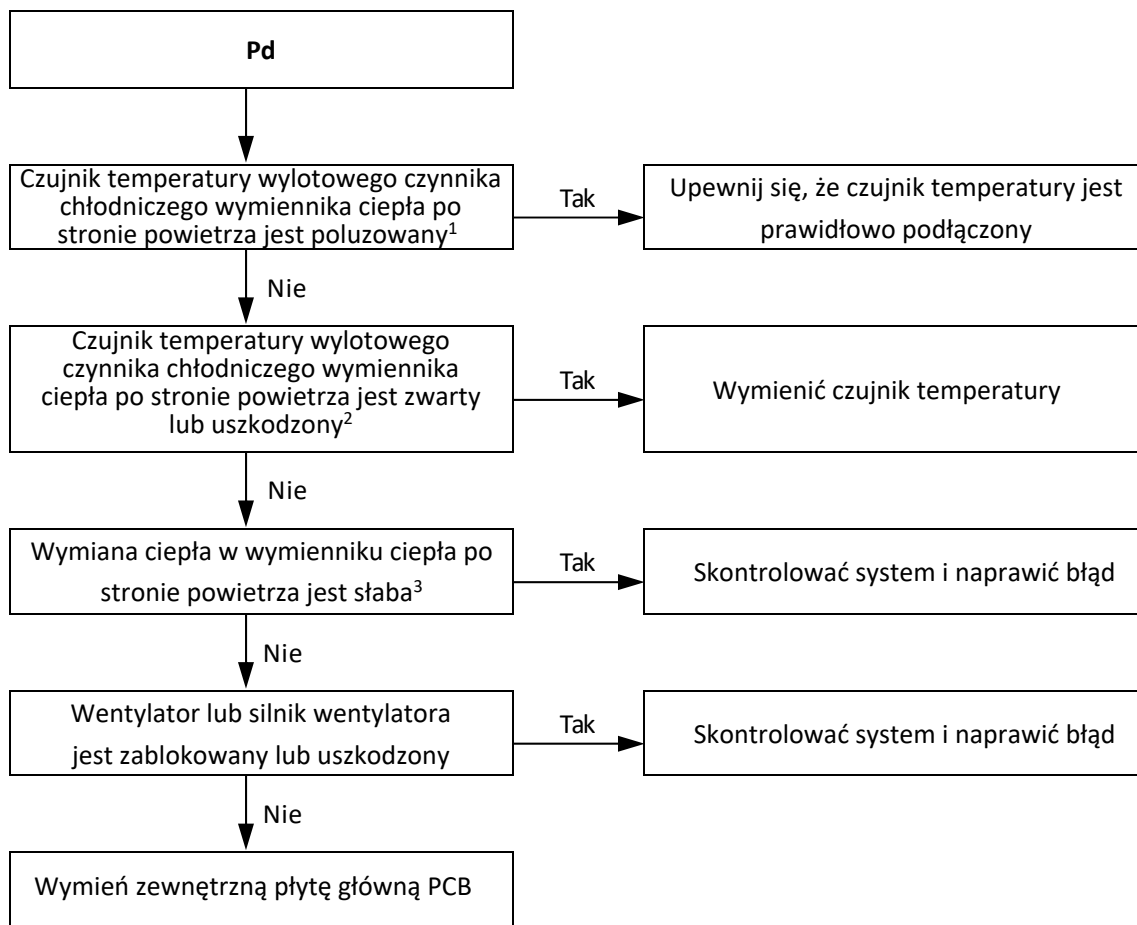 Pd
Czujnik temperatury wylotowego czynnika
chłodniczego wymiennika ciepła po
stronie powietrza jest poluzowany¹
Tak
Upewnij się, że czujnik temperatury jest
prawidłowo podłączony
Nie
Czujnik temperatury wylotowego
czynnika chłodniczego wymiennika
ciepła po stronie powietrza jest zwarty
lub uszkodzony²
Tak
Wymienić czujnik temperatury
Nie
Wymiana ciepła w wymienniku ciepła po
stronie powietrza jest słaba³
Tak
Skontrolować system i naprawić błąd
Nie
Wentylator lub silnik wentylatora
jest zablokowany lub uszkodzony
Tak
Skontrolować system i naprawić błąd
Nie
Wymień zewnętrzną płytę główną PCB